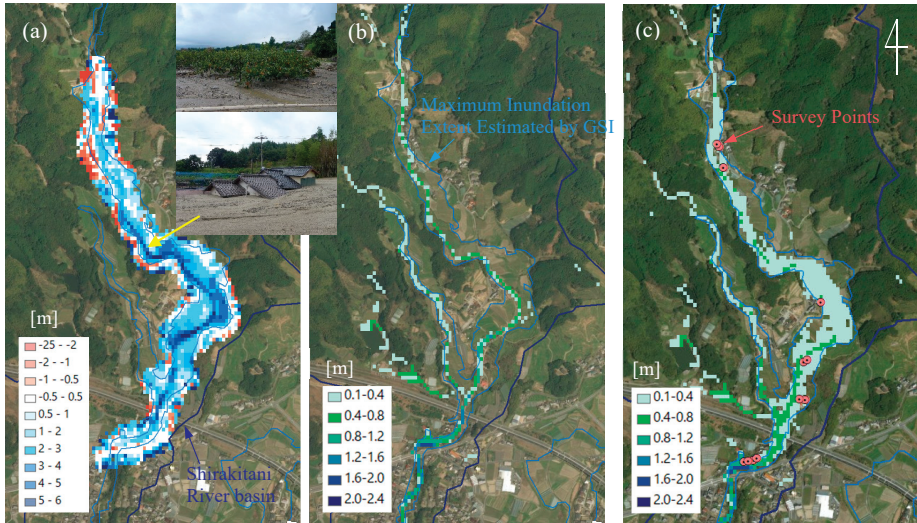 (a)
[m]
-25 - -2
-2 - -1
-1 - -0.5
-0.5 - 0.5
0.5 - 1
1 - 2
2 - 3
3 - 4
4 - 5
5 - 6
Shirakitani
River basin
(b)
Maximum Inundation
Extent Estimated by GSI
[m]
0.1-0.4
0.4-0.8
0.8-1.2
1.2-1.6
1.6-2.0
2.0-2.4
(c)
4
Survey Points
[m]
0.1-0.4
0.4-0.8
0.8-1.2
1.2-1.6
1.6-2.0
2.0-2.4